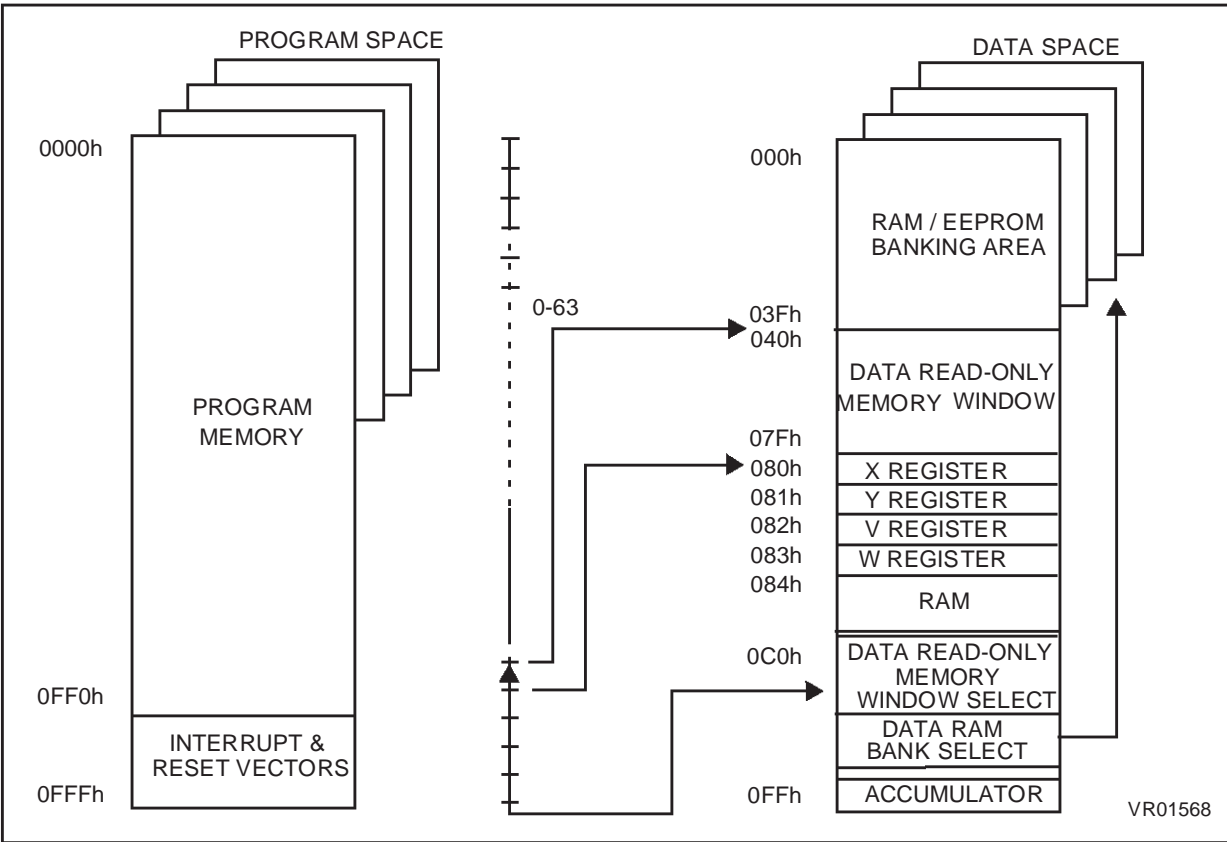 PROGRAM SPACE
0000h
PROGRAM
MEMORY
0FF0h
INTERRUPT &
RESET VECTORS
0FFFh
0-63
DATA SPACE
000h
RAM / EEPROM
BANKING AREA
03Fh
040h
DATA READ-ONLY
MEMORY WINDOW
07Fh
080h
X REGISTER
081h
Y REGISTER
082h
V REGISTER
083h
W REGISTER
084h
RAM
0C0h
DATA READ-ONLY
MEMORY
WINDOW SELECT
DATA RAM
BANK SELECT
0FFh
ACCUMULATOR
VR01568